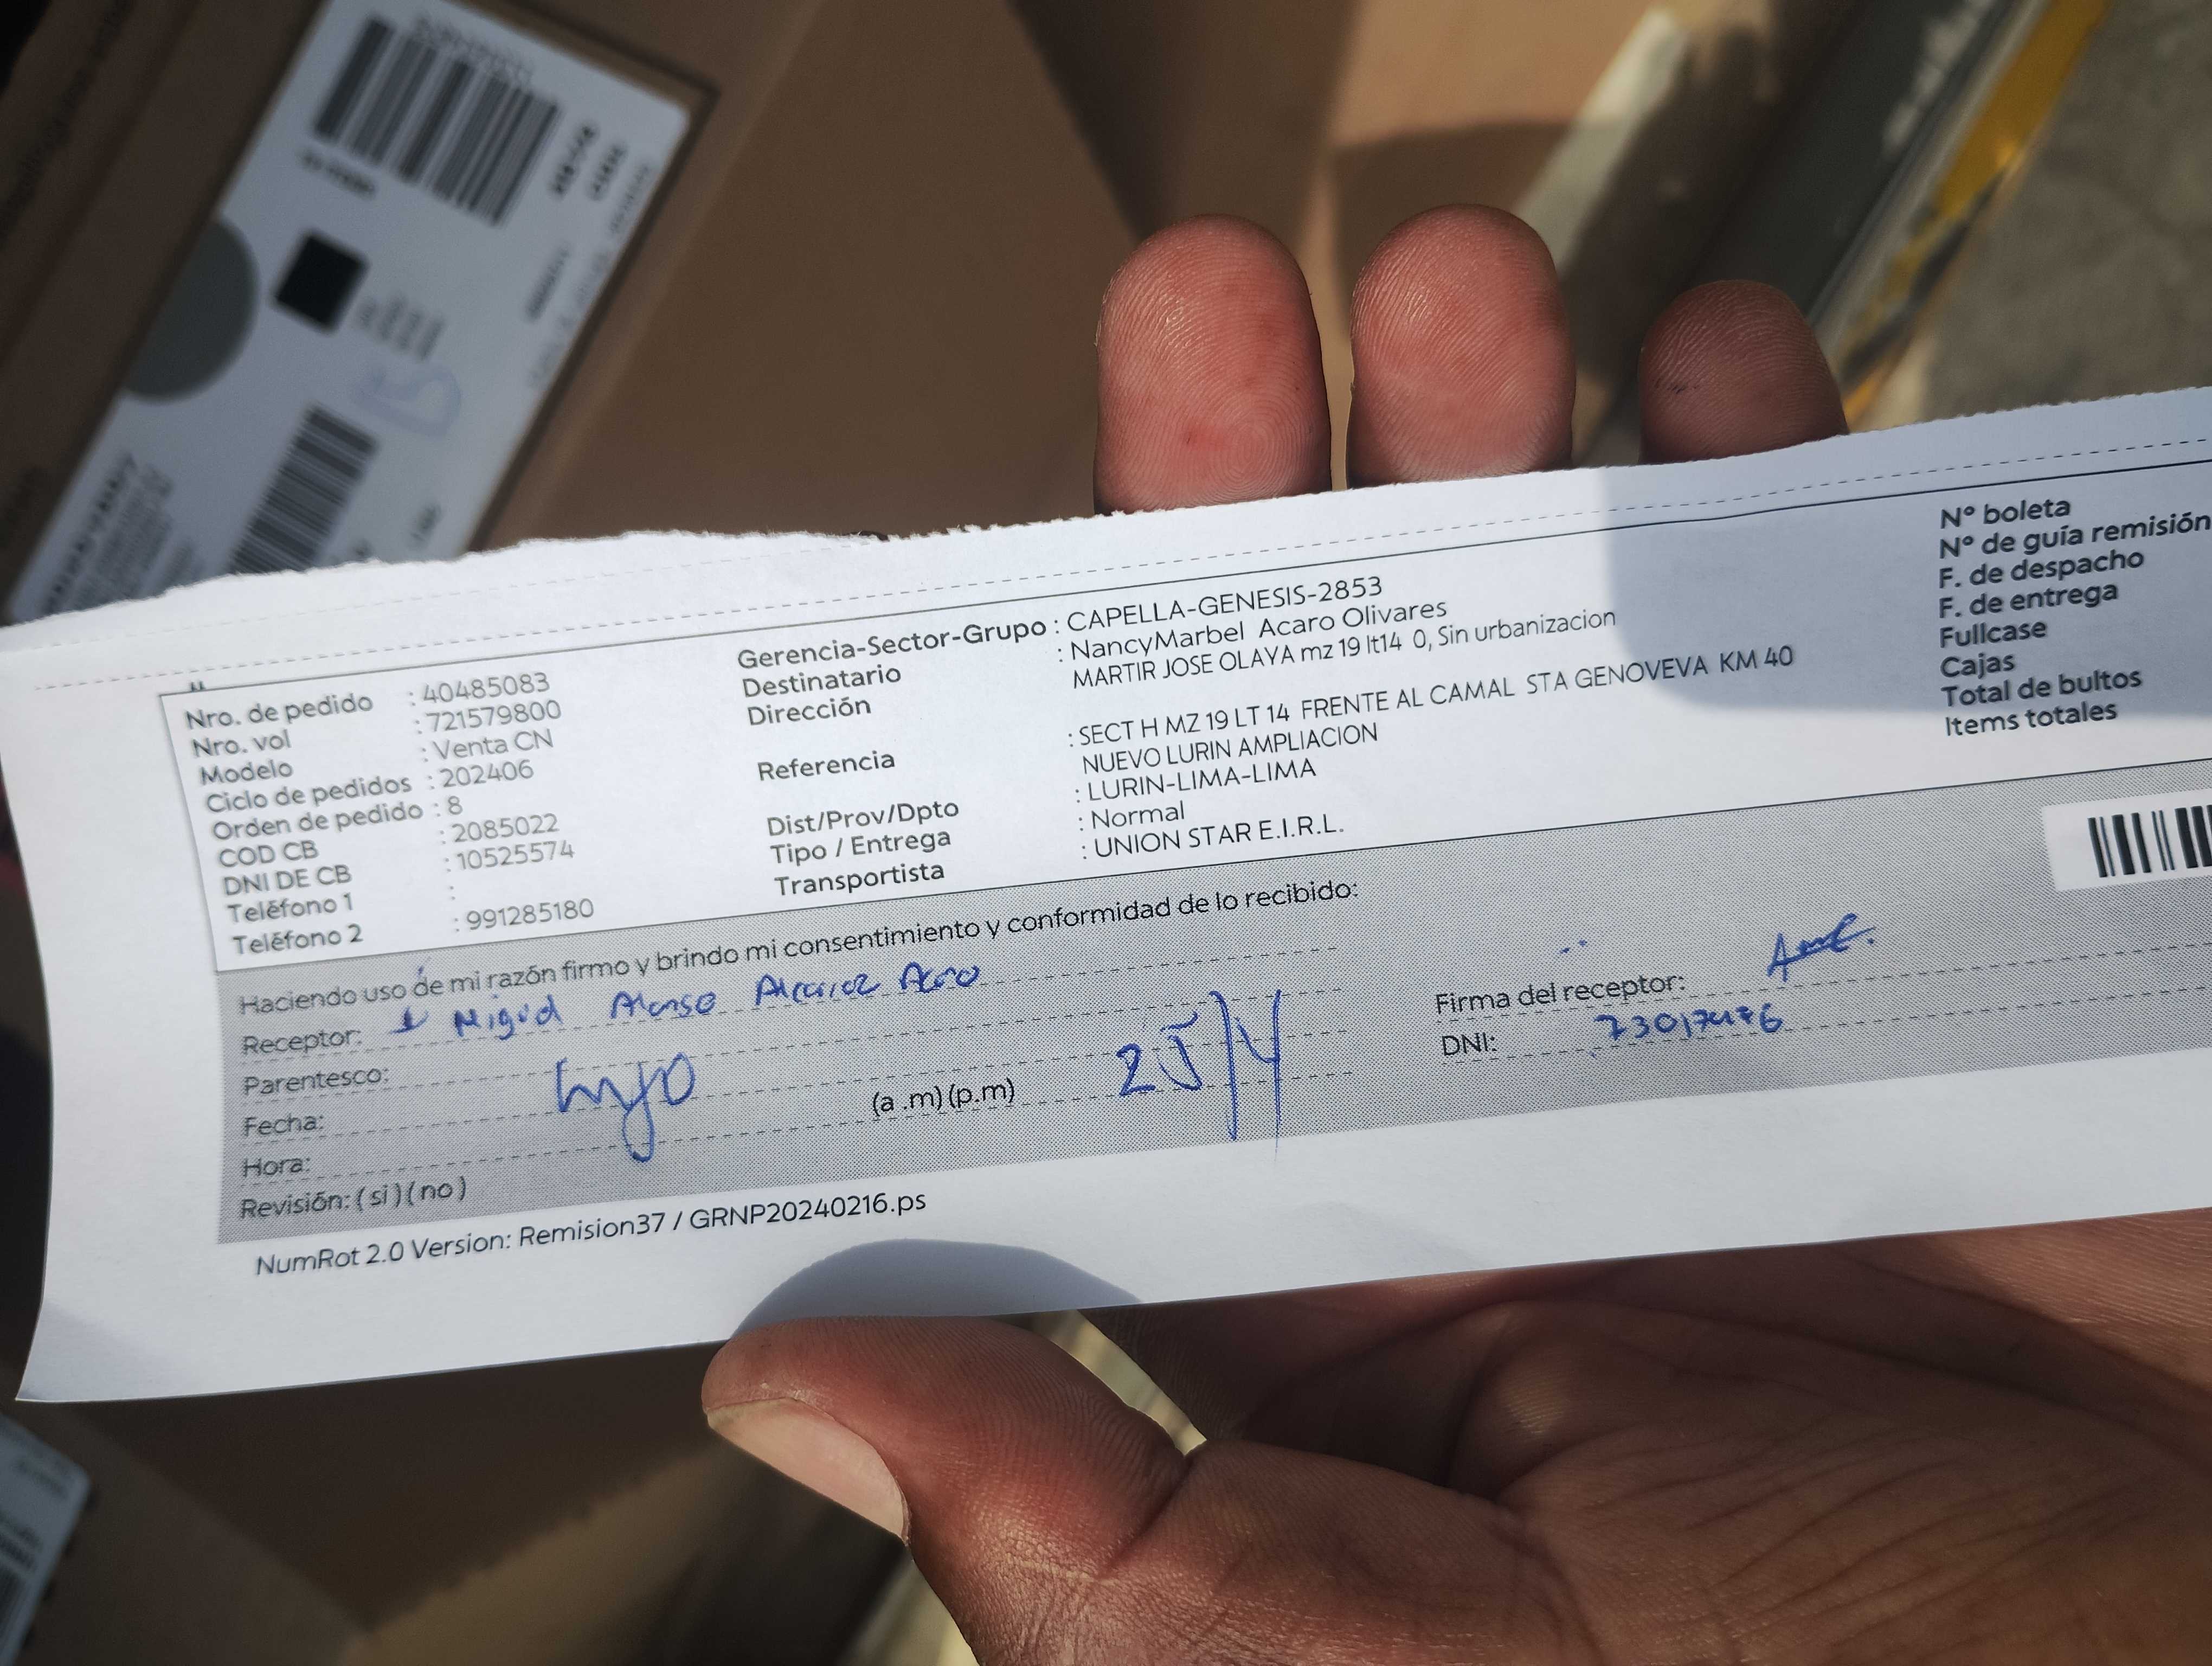 Nro. de pedido : 40485083
Nro. vol : 721579800
Modelo : Venta CN
Ciclo de pedidos : 202406
Orden de pedido : 8
COD CB : 2085022
DNI DE CB : 10525574
Teléfono 1 :
Teléfono 2 : 991285180
Gerencia-Sector-Grupo : CAPELLA-GENESIS-2853
Destinatario : NancyMarbel Acaro Olivares
Dirección MARTIR JOSE OLAYA mz 19 lt14 0, Sin urbanizacion
Referencia : SECT H MZ 19 LT 14 FRENTE AL CAMAL STA GENOVEVA KM 40
NUEVO LURIN AMPLIACION
Dist/Prov/Dpto : LURIN-LIMA-LIMA
Tipo / Entrega : Normal
Transportista : UNION STAR E.I.R.L.
N° boleta
N° de guía remisión
F. de despacho
F. de entrega
Fullcase
Cajas
Total de bultos
Items totales
Haciendo uso de mi razón firmo y brindo mi consentimiento y conformidad de lo recibido:
Receptor: Miguel Alonso Alcaroz Acaro
Parentesco: hijo
Fecha: 25/4
Hora: (a .m) (p.m)
Revisión: ( si ) ( no )
Firma del receptor:
DNI: 73017476
NumRot 2.0 Version: Remision37 / GRNP20240216.ps